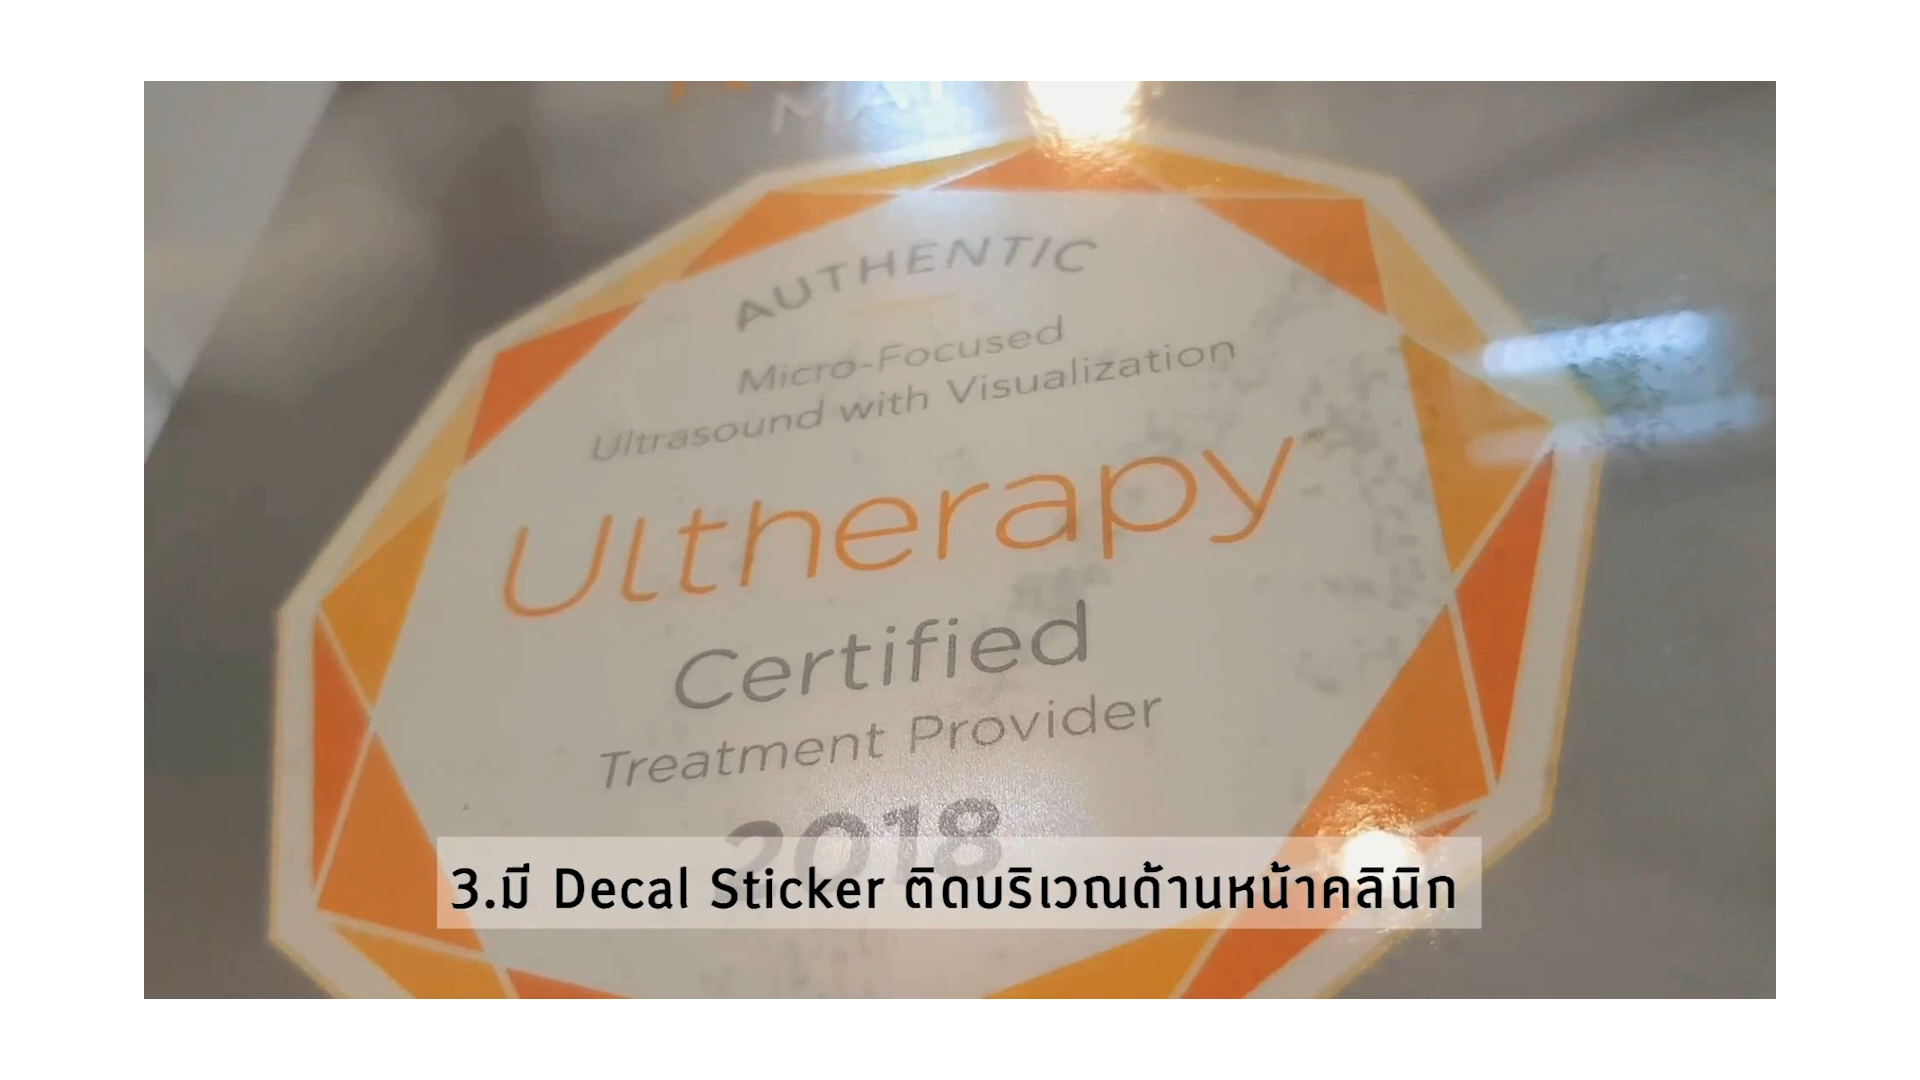 AUTHENTIC
Micro-Focused
Ultrasound with Visualization
Ultherapy®
Certified
Treatment Provider
2018
3.มี Decal Sticker ติดบริเวณด้านหน้าคลินิก